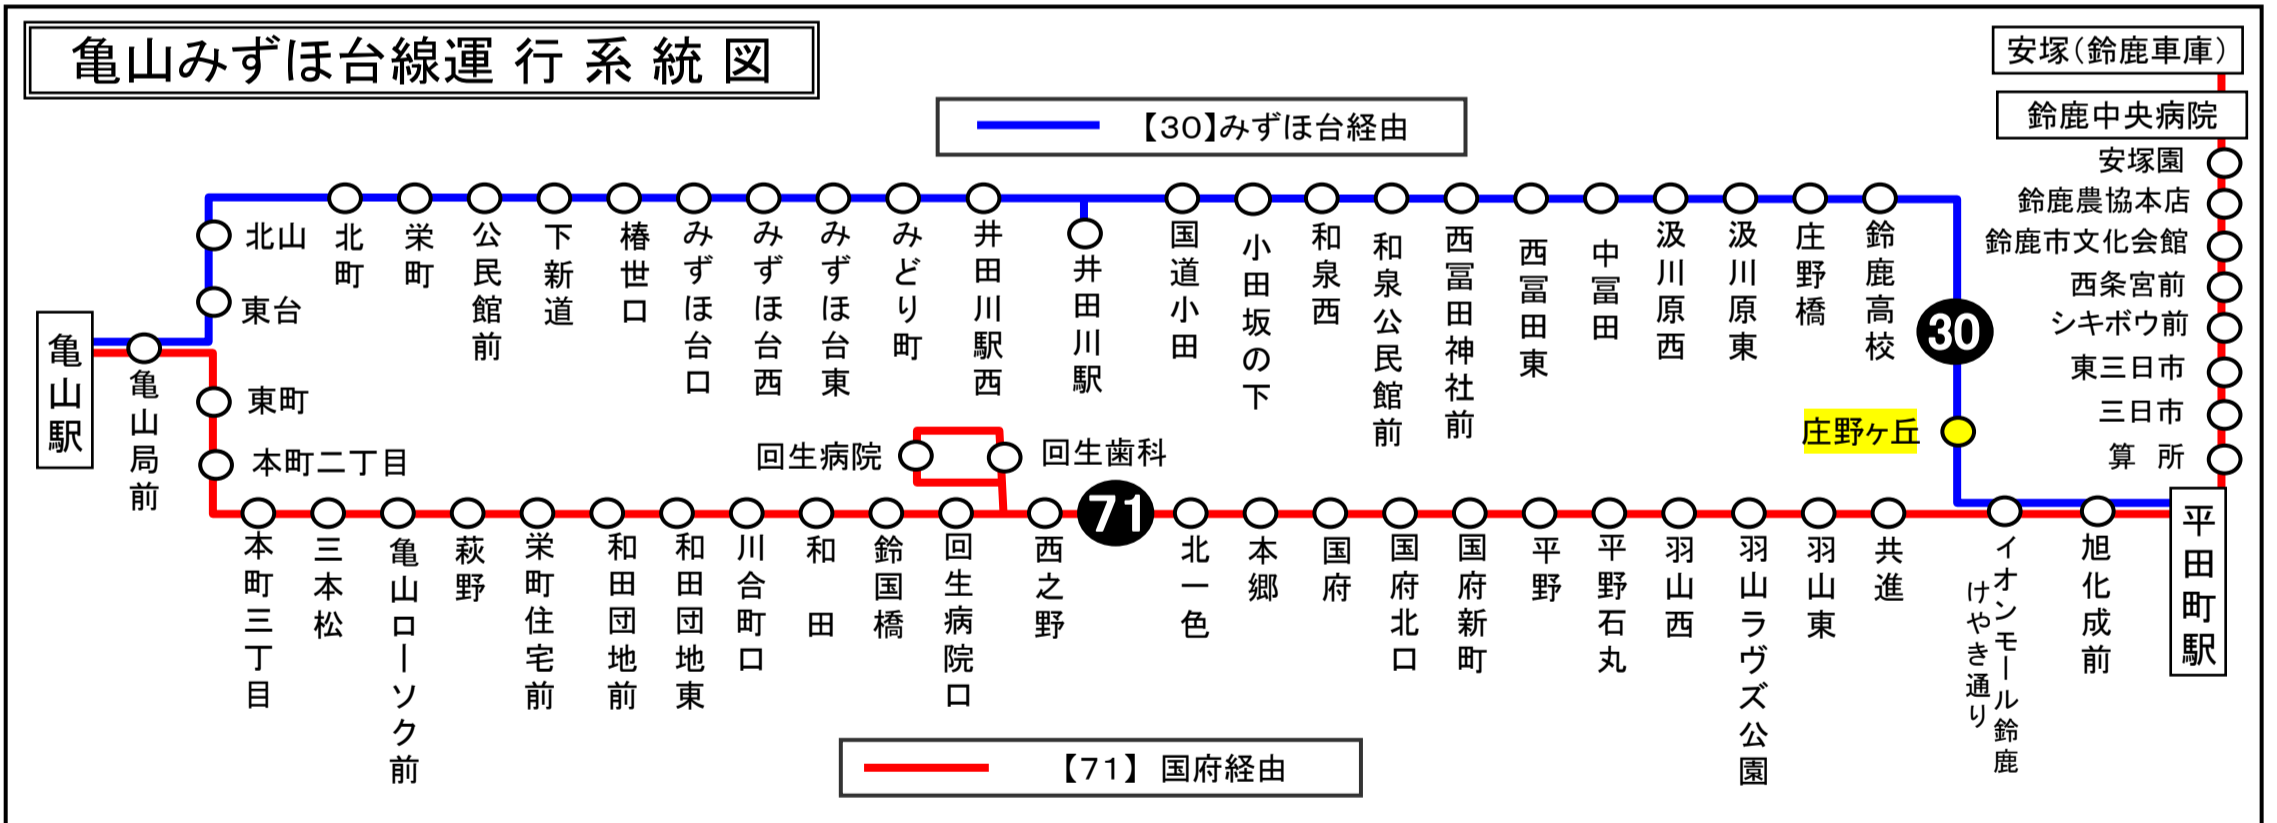 亀山みずほ台線運行系統図
安塚(鈴鹿車庫)
鈴鹿中央病院
【30】みずほ台経由
安塚園
鈴鹿農協本店
鈴鹿市文化会館
西条宮前
シキボウ前
東三日市
三日市
算所
平田町駅
亀山駅
亀山局前
東台
北山
北町
栄町
公民館前
下新道
椿世口
みずほ台口
みずほ台西
みずほ台東
みどり町
井田川駅西
井田川駅
国道小田
小田坂の下
和泉西
和泉公民館前
西冨田神社前
西冨田東
中冨田
汲川原西
汲川原東
庄野橋
鈴鹿高校
30
庄野ヶ丘
東町
本町二丁目
本町三丁目
三本松
亀山ローソク前
萩野
栄町住宅前
和田団地前
和田団地東
川合町口
和田
鈴国橋
回生病院口
回生病院
回生歯科
西之野
71
北一色
本郷
国府
国府北口
国府新町
平野
平野石丸
羽山西
羽山ラヴズ公園
羽山東
共進
イオンモール鈴鹿
けやき通り
旭化成前
【71】 国府経由